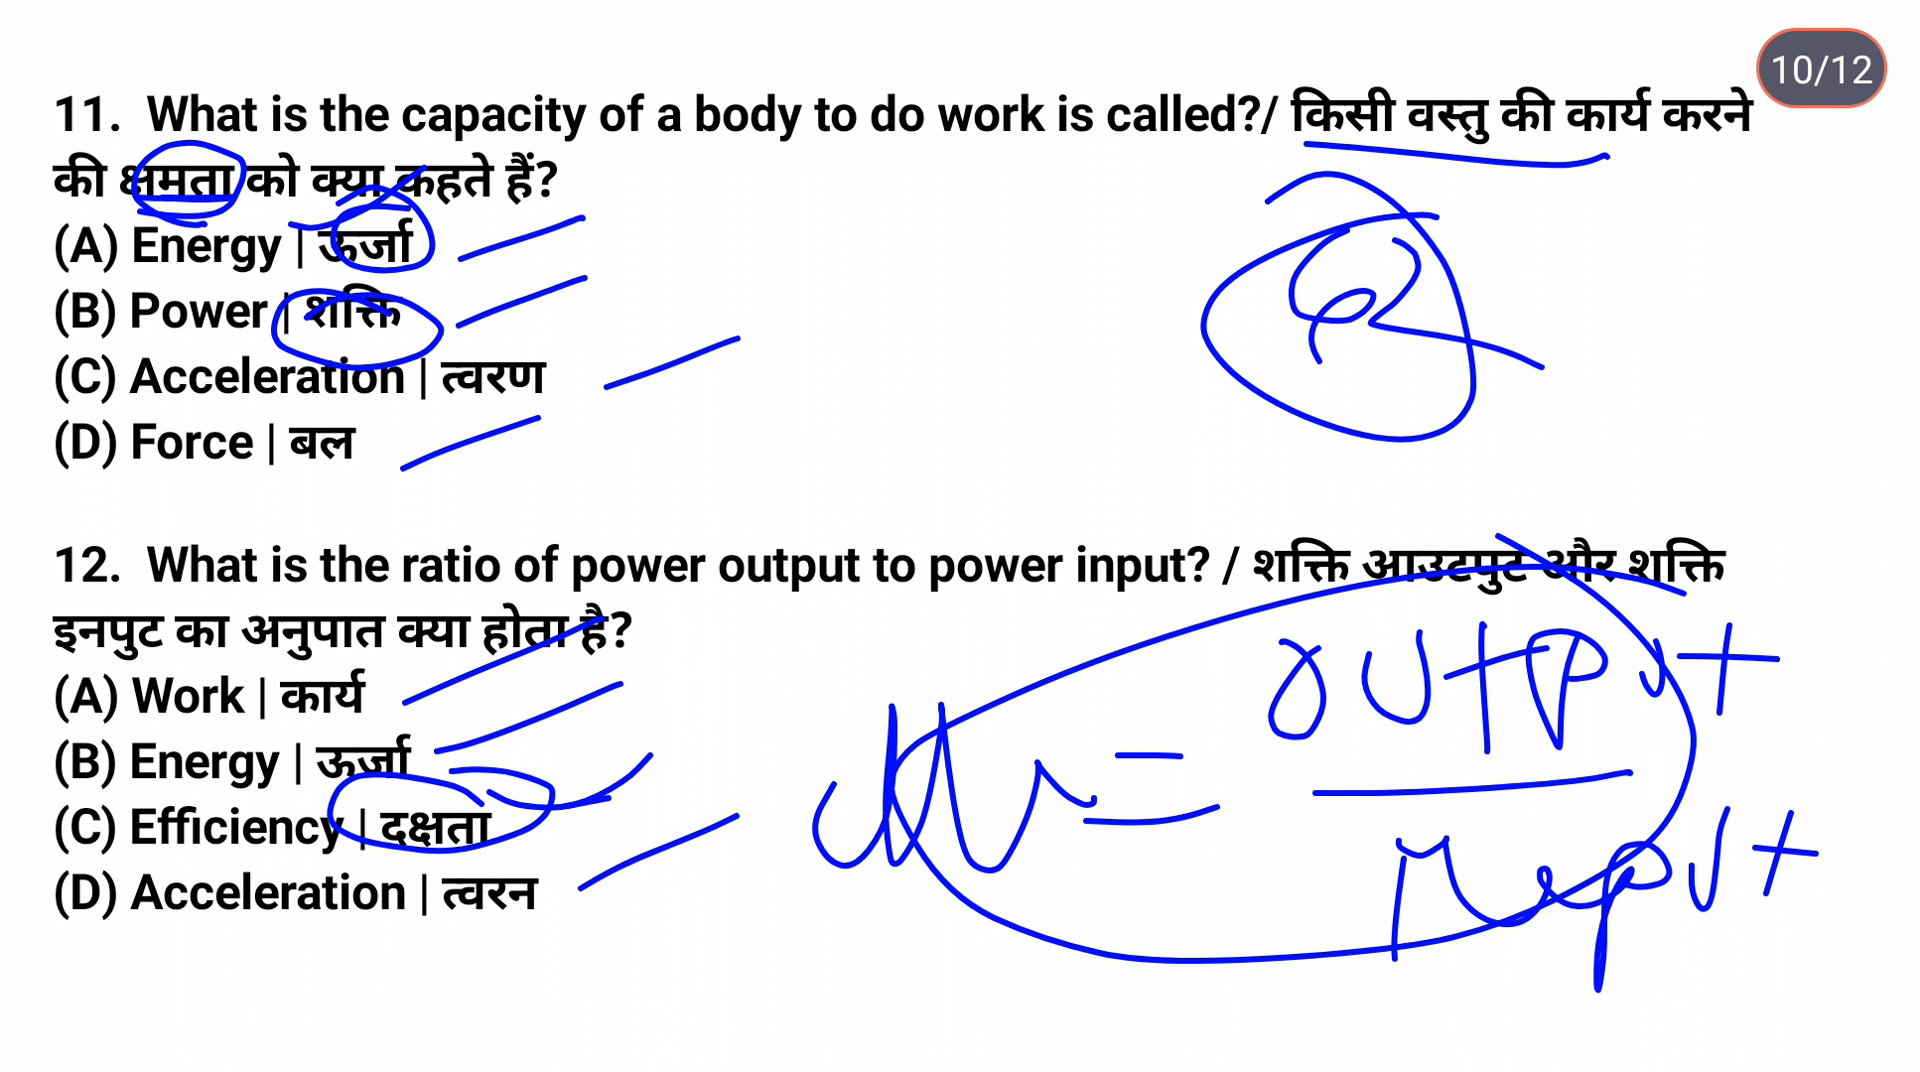 10/12
11. What is the capacity of a body to do work is called?/ किसी वस्तु की कार्य करने
की क्षमता को क्या कहते हैं?
(A) Energy | ऊर्जा
(B) Power | शक्ति
(C) Acceleration | त्वरण
(D) Force | बल
12. What is the ratio of power output to power input? / शक्ति आउटपुट और शक्ति
इनपुट का अनुपात क्या होता है?
(A) Work | कार्य
(B) Energy | ऊर्जा
(C) Efficiency | दक्षता
(D) Acceleration | त्वरन
= output